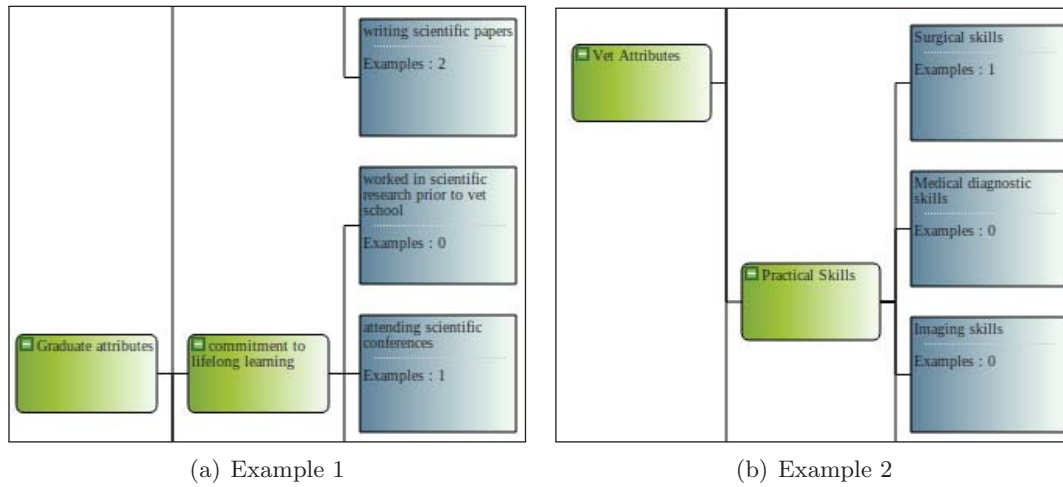 writing scientific papers
Examples : 2
worked in scientific
research prior to vet
school
Examples : 0
Graduate attributes
commitment to
lifelong learning
attending scientific
conferences
Examples : 1
(a) Example 1
Vet Attributes
Surgical skills
Examples : 1
Medical diagnostic
skills
Examples : 0
Practical Skills
Imaging skills
Examples : 0
(b) Example 2